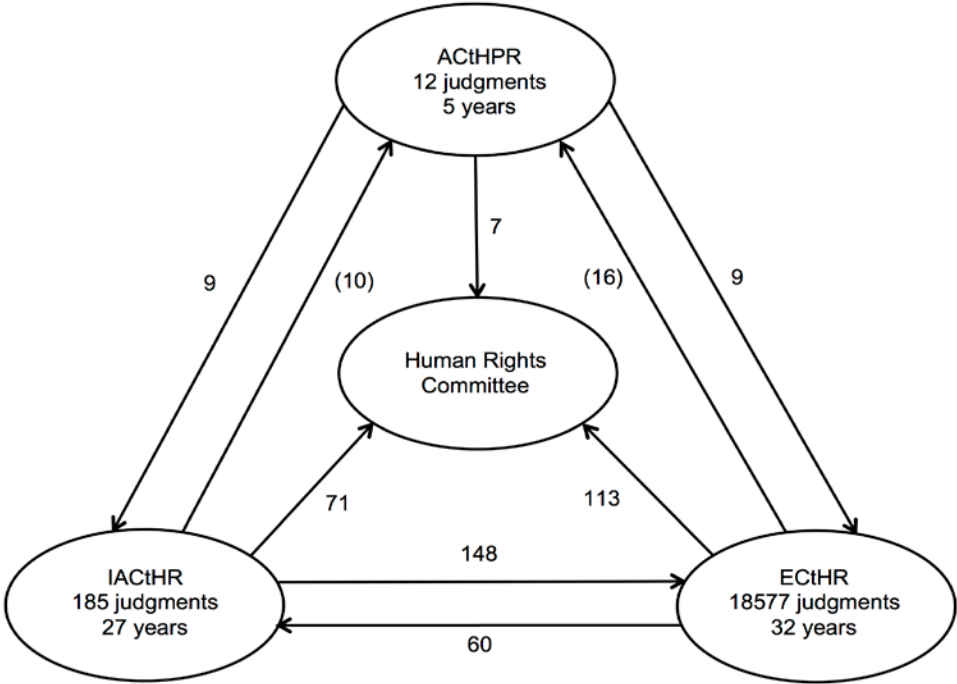 ACtHPR
12 judgments
5 years
7
9
(10)
(16)
9
Human Rights
Committee
71
113
148
IACtHR
185 judgments
27 years
ECtHR
18577 judgments
32 years
60